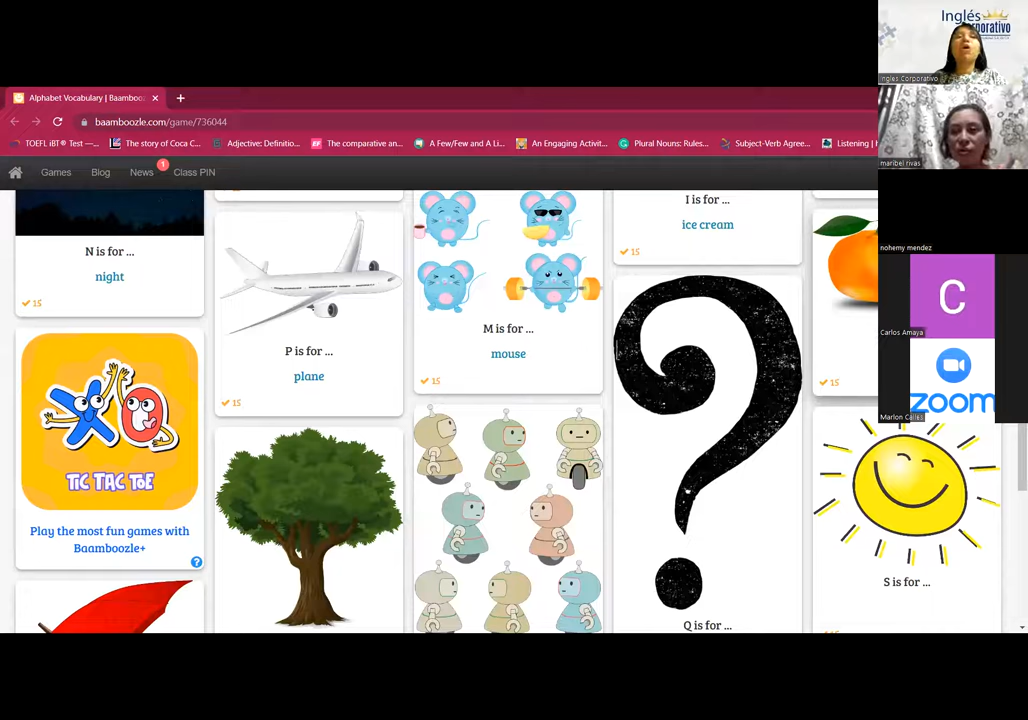 Inglés
Corporativo
Ingles Corporativo
Alphabet Vocabulary | Baambooz
baamboozle.com/game/736044
TOEFL iBT® Test —...
The story of Coca C...
Adjective: Definitio...
The comparative an...
A Few/Few and A Li...
An Engaging Activit...
Plural Nouns: Rules...
Subject-Verb Agree...
Listening |
maribel rivas
Games
Blog
News
1
Class PIN
nohemy mendez
Carlos Amaya
zoom
Marlon Calles
C
N is for ...
night
15
Play the most fun games with
Baamboozle+
?
TIC TAC TOE
P is for ...
plane
15
M is for ...
mouse
15
I is for ...
ice cream
15
?
Q is for ...
15
S is for ...